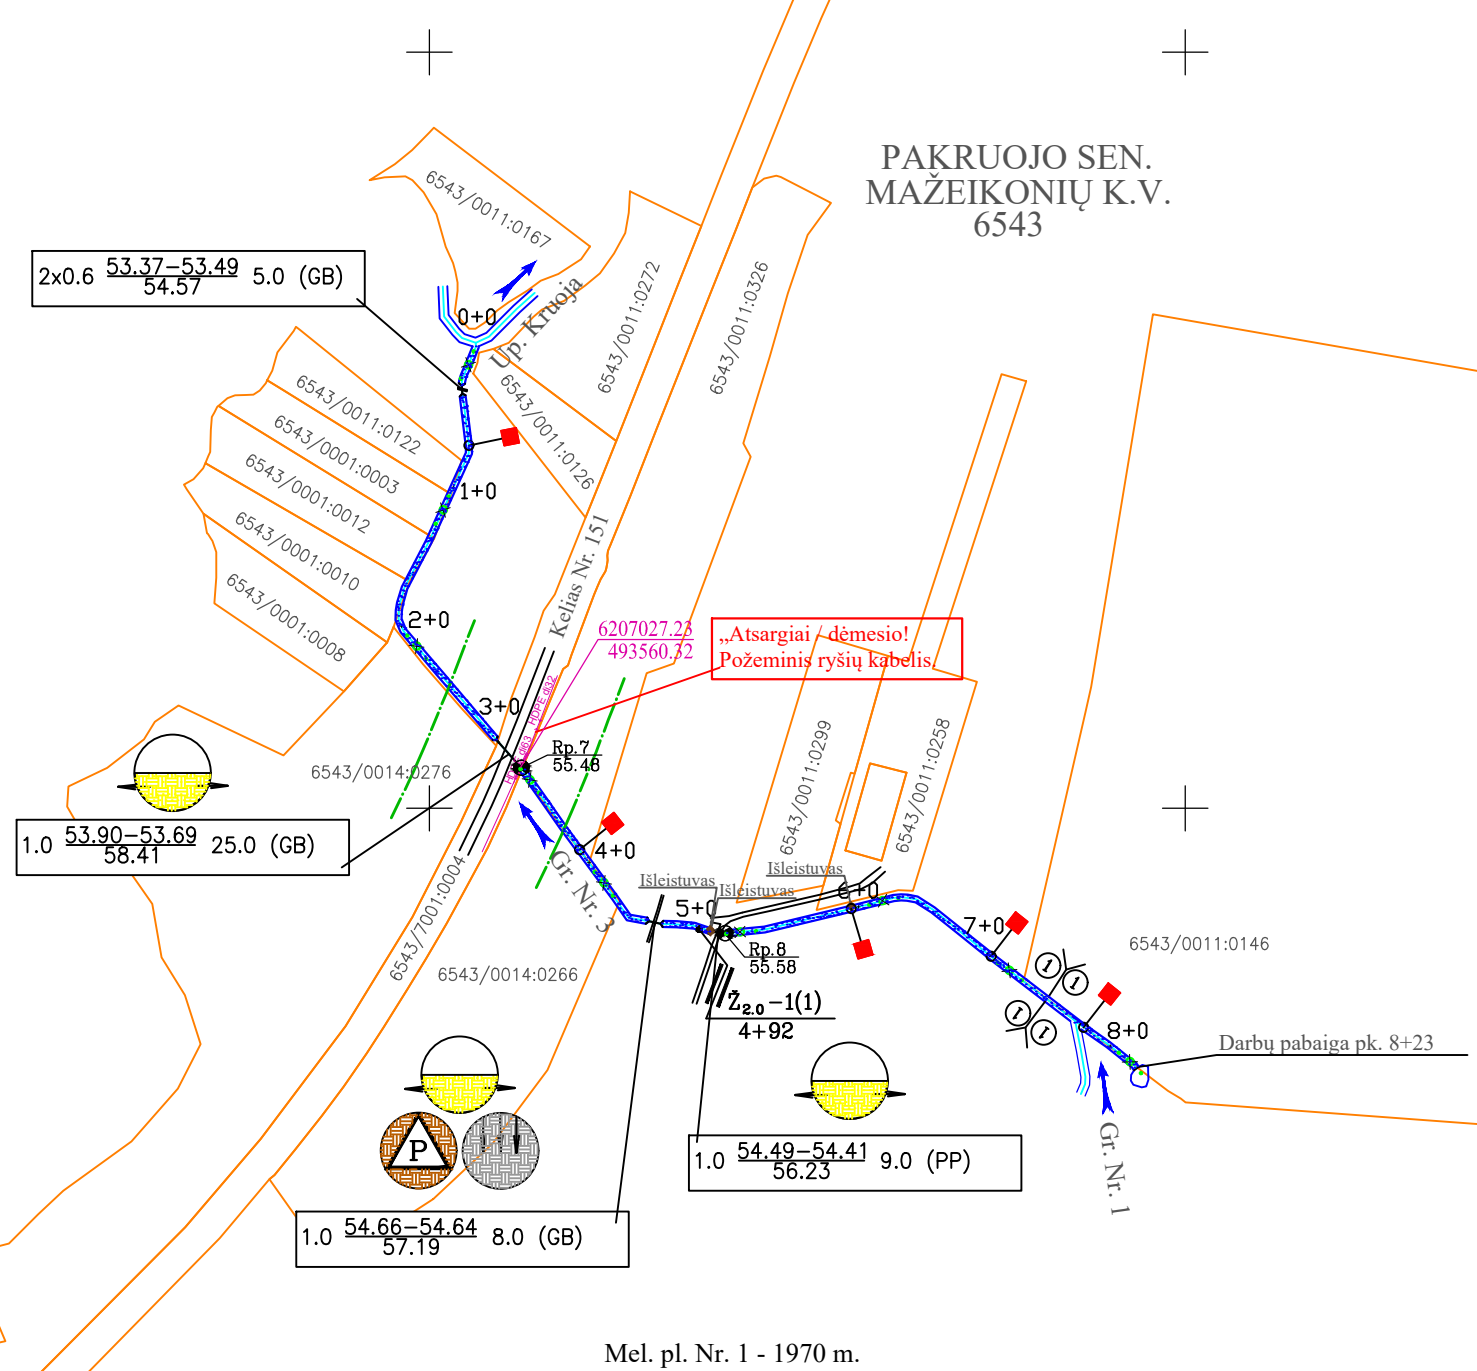 PAKRUOJO SEN.
MAŽEIKONIŲ K.V.
6543
6543/0011:0167
2x0.6 53.37-53.49 5.0 (GB)
54.57
0+0
Up. Kruoja
6543/0011:0272
6543/0011:0326
6543/0011:0122
6543/0001:0003
6543/0001:0012
6543/0001:0010
6543/0001:0008
6543/0011:0126
1+0
2+0
Kelias Nr. 151
6207027.23
493560.32
„Atsargiai / dėmesio!
Požeminis ryšių kabelis.
3+0
HDPE di32
di63
Rp.7
55.48
6543/0014:0276
6543/0011:0299
6543/0011:0258
1.0 53.90-53.69 25.0 (GB)
58.41
4+0
Gr. Nr. 3
6543/7001:0004
Išleistuvas
Išleistuvas
Išleistuvas
5+0
6+0
7+0
6543/0011:0146
Rp.8
55.58
6543/0014:0266
Ž2.0-1(1)
4+92
1
1
1
1
8+0
Darbų pabaiga pk. 8+23
P
Gr. Nr. 1
1.0 54.49-54.41 9.0 (PP)
56.23
1.0 54.66-54.64 8.0 (GB)
57.19
Mel. pl. Nr. 1 - 1970 m.